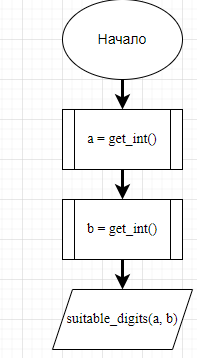 Начало
a = get_int()
b = get_int()
suitable_digits(a, b)